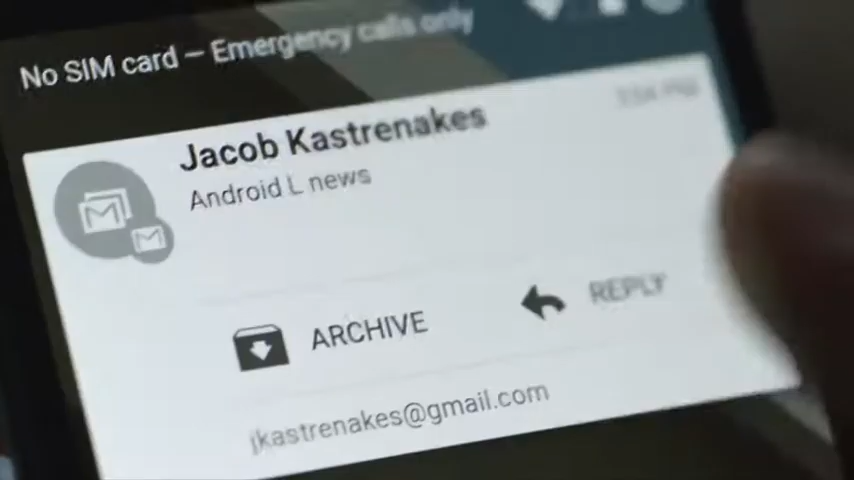 No SIM card – Emergency calls only
Jacob Kastrenakes
Android L news
ARCHIVE
REPLY
jkastrenakes@gmail.com